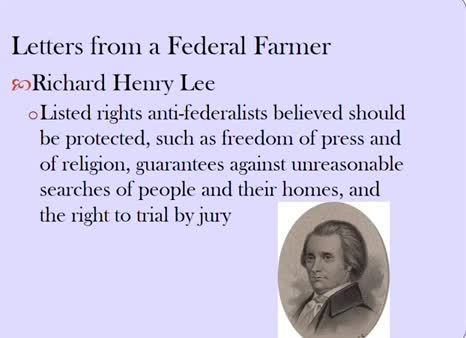 Letters from a Federal Farmer
Richard Henry Lee
Listed rights anti-federalists believed should
be protected, such as freedom of press and
of religion, guarantees against unreasonable
searches of people and their homes, and
the right to trial by jury